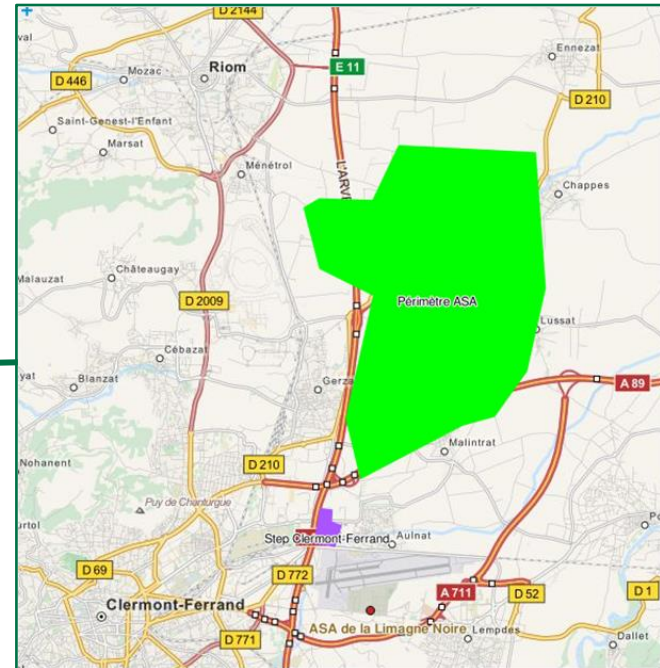 D 2144
val
Ennezat
Riom
E 11
Mozac
D 446
D 210
Saint-Genest-l'Enfant
Marsat
Ménétrol
L'ARVE
Chappes
Malauzat
Châteaugay
D 2009
Périmètre ASA
Lussat
Cébazat
yat
Blanzat
Gerza
A 89
Malintrat
Nohanent
D 210
Puy de Chanturgue
urtol
Step Clermont-Ferrand
Aulnat
D 69
D 772
A 711
D 52
D 1
Clermont-Ferrand
ASA de la Limagne Noire
D 771
Lempdes
Dallet